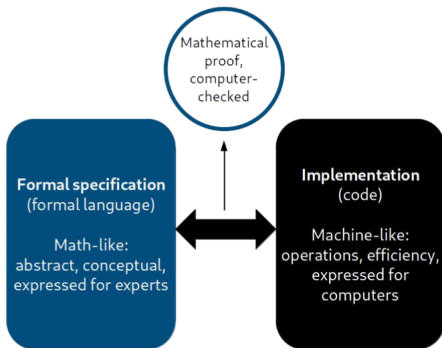 Mathematical
proof,
computer-
checked
Formal specification
(formal language)
Math-like:
abstract, conceptual,
expressed for experts
Implementation
(code)
Machine-like:
operations, efficiency,
expressed for
computers